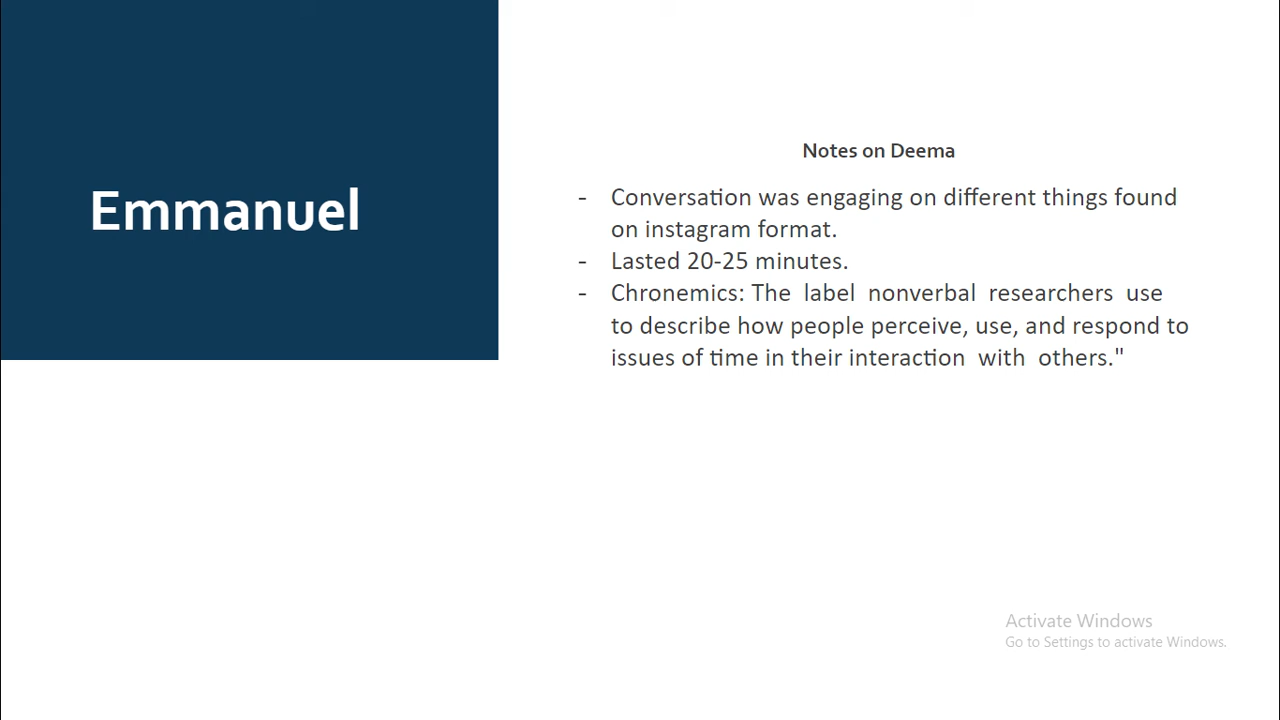 Emmanuel
Notes on Deema
- Conversation was engaging on different things found
on instagram format.
- Lasted 20-25 minutes.
- Chronemics: The label nonverbal researchers use
to describe how people perceive, use, and respond to
issues of time in their interaction with others."
Activate Windows
Go to Settings to activate Windows.